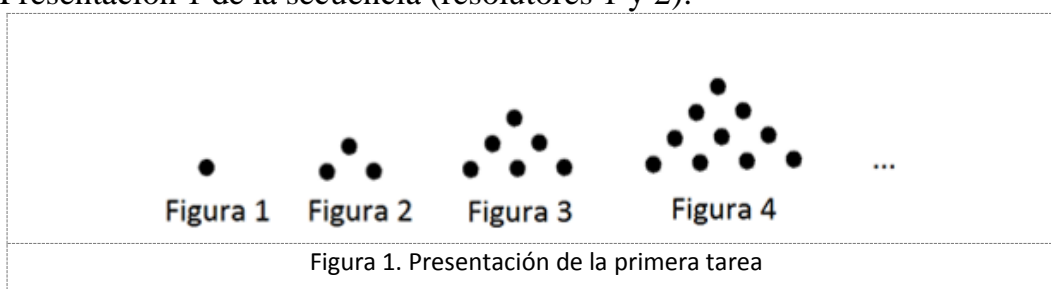 Presentación 1 de la secuencia (resolutores 1 y 2):
...
Figura 1 Figura 2 Figura 3 Figura 4
Figura 1. Presentación de la primera tarea